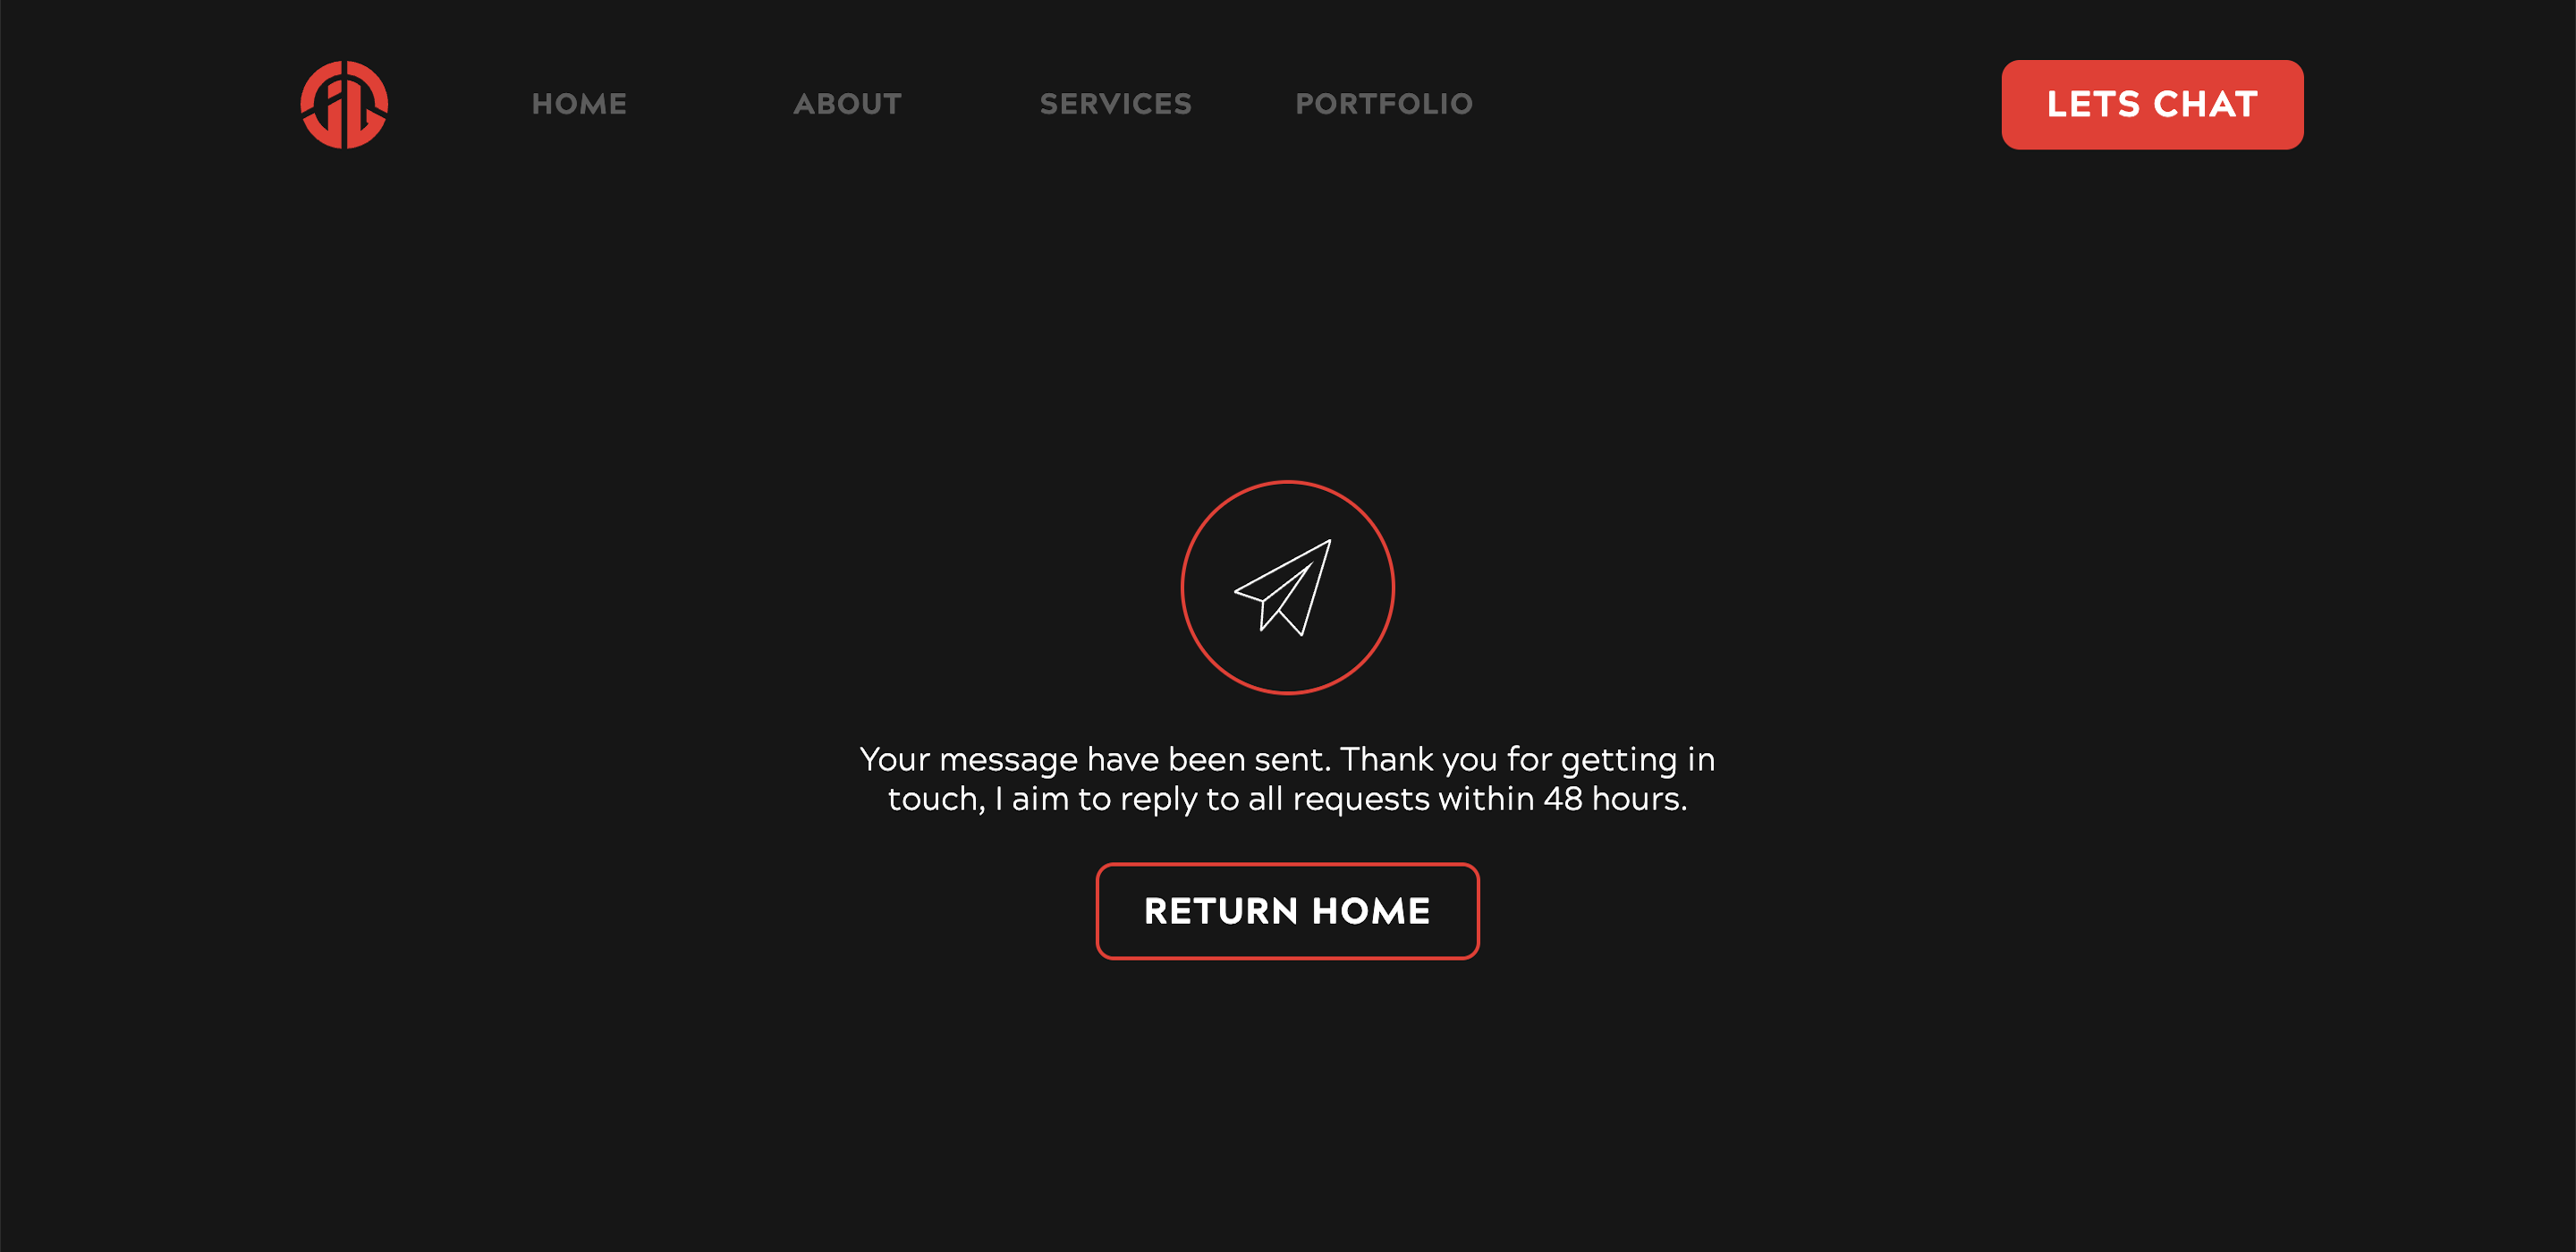 HOME ABOUT SERVICES PORTFOLIO LETS CHAT
Your message have been sent. Thank you for getting in
touch, I aim to reply to all requests within 48 hours.
RETURN HOME